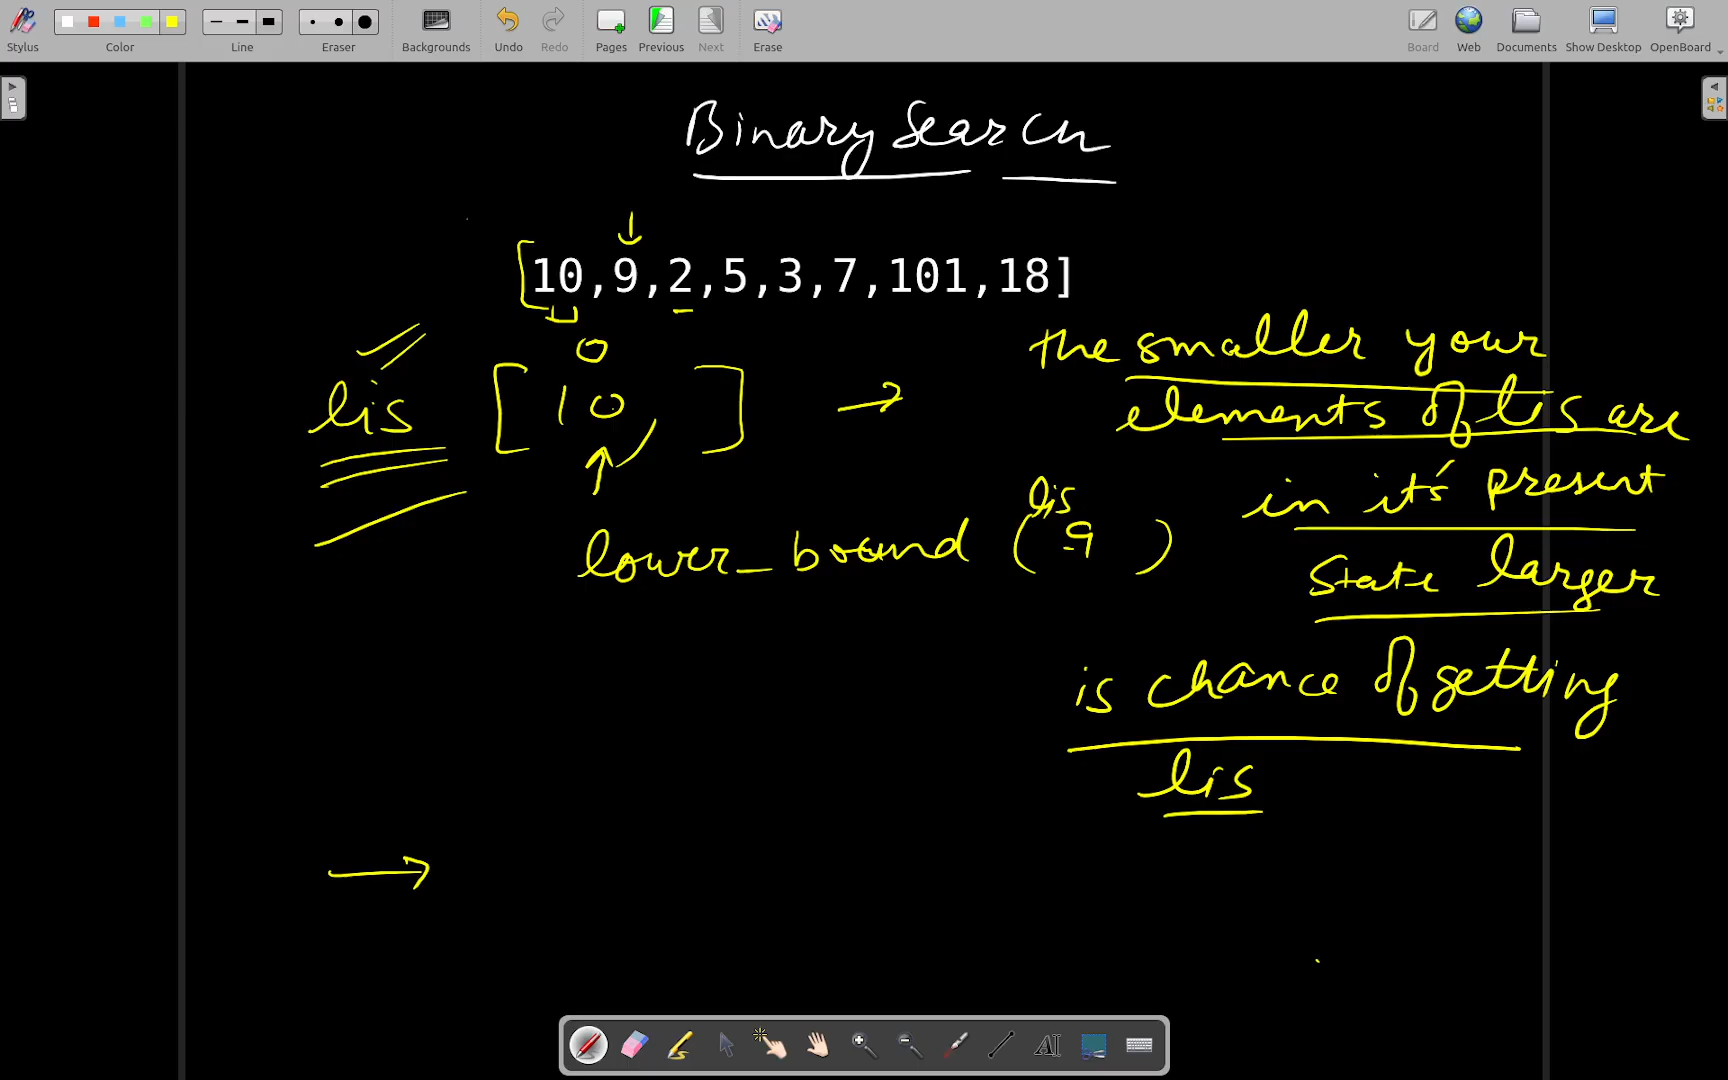 Stylus Color Line Eraser Backgrounds Undo Redo Pages Previous Next Erase Board Web Documents Show Desktop OpenBoard
Binary Search
[10,9,2,5,3,7,101,18]
0
lis [ 10, ] →
the smaller your
elements of lis are
in it's present
state larger
is chance of getting
lis
lis
lower_bound ( 9 )
→
AI